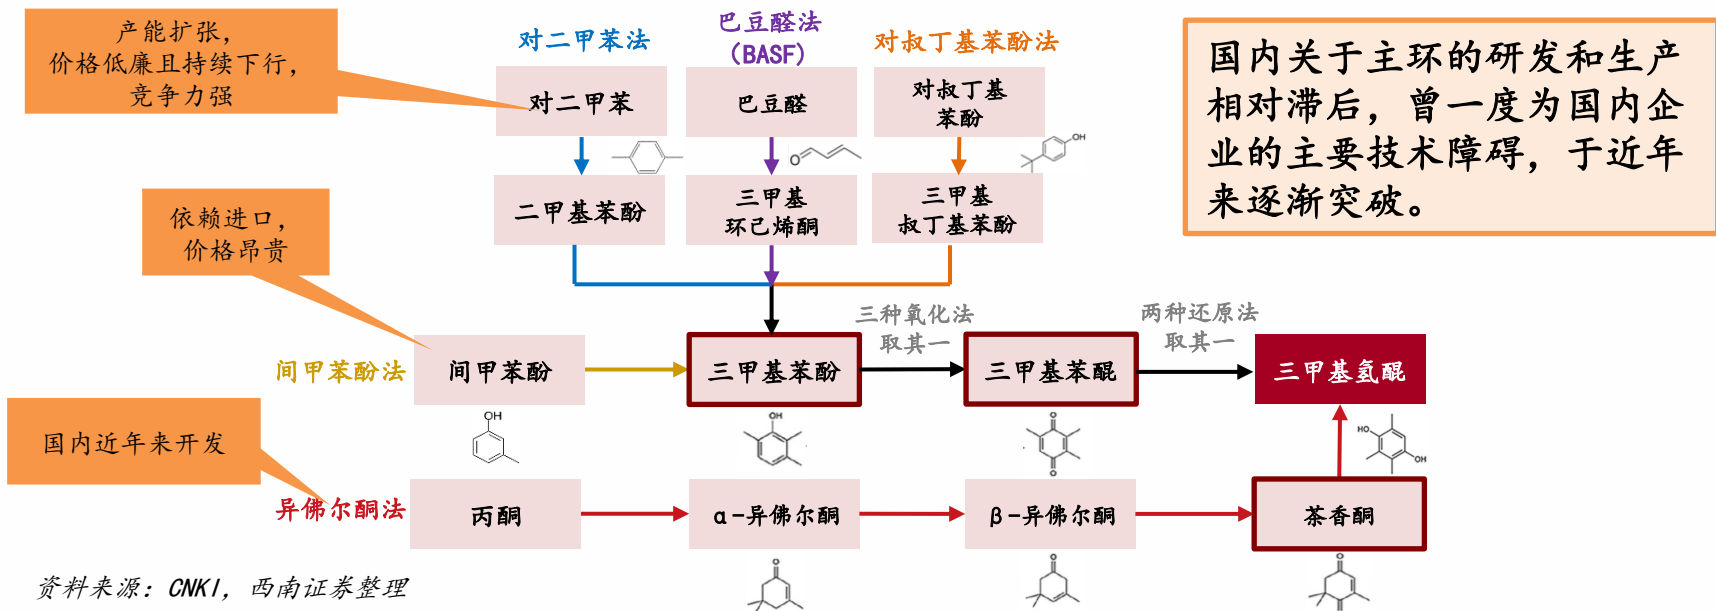 产能扩张，
价格低廉且持续下行，
竞争力强
对二甲苯法
巴豆醛法
（BASF）
对叔丁基苯酚法
国内关于主环的研发和生产
相对滞后，曾一度为国内企
业的主要技术障碍，于近年
来逐渐突破。
对二甲苯
巴豆醛
对叔丁基
苯酚
O
OH
二甲基苯酚
三甲基
环己烯酮
三甲基
叔丁基苯酚
依赖进口，
价格昂贵
三种氧化法
取其一
两种还原法
取其一
间甲苯酚法
间甲苯酚
三甲基苯酚
三甲基苯醌
三甲基氢醌
OH
OH
O
O
HO
OH
国内近年来开发
异佛尔酮法
丙酮
α-异佛尔酮
β-异佛尔酮
茶香酮
O
O
O
资料来源：CNKI，西南证券整理